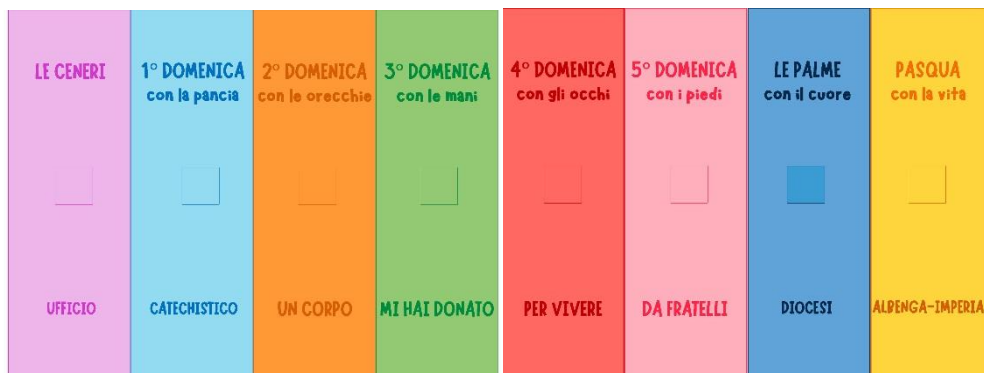 LE CENERI
UFFICIO
1° DOMENICA
con la pancia
CATECHISTICO
2° DOMENICA
con le orecchie
UN CORPO
3° DOMENICA
con le mani
MI HAI DONATO
4° DOMENICA
con gli occhi
PER VIVERE
5° DOMENICA
con i piedi
DA FRATELLI
LE PALME
con il cuore
DIOCESI
PASQUA
con la vita
ALBENGA-IMPERIA